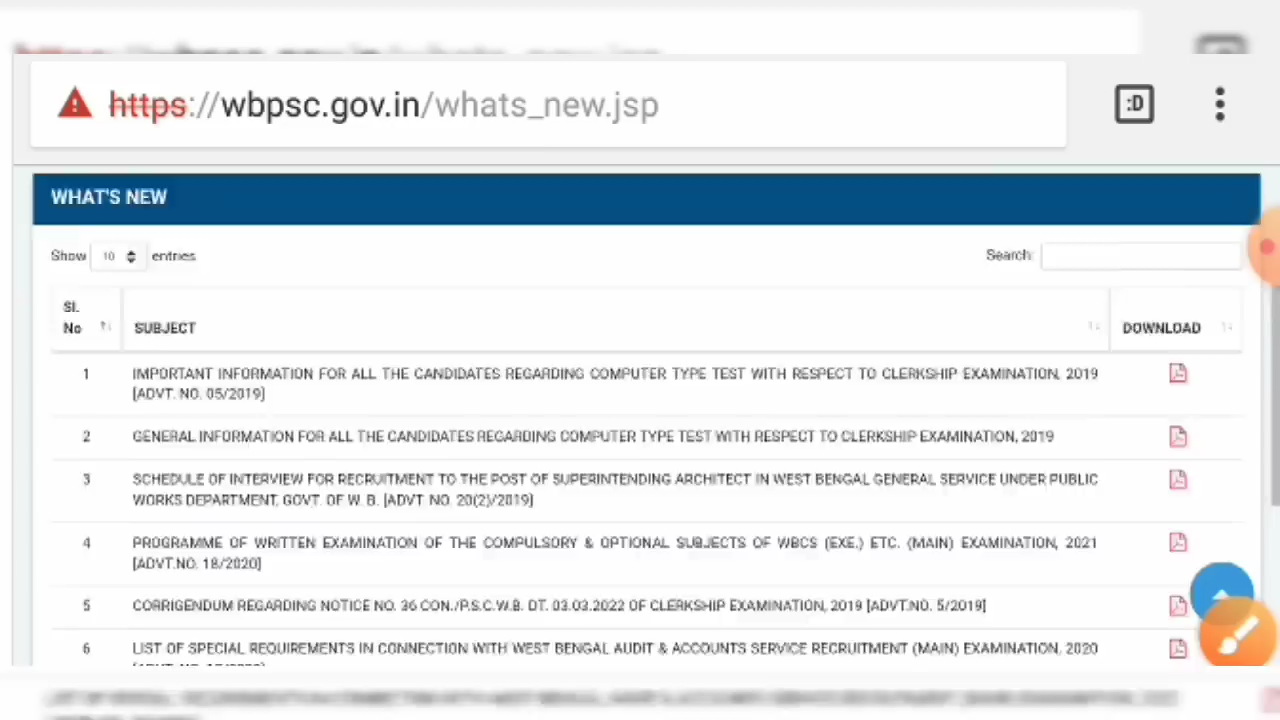 https://wbpsc.gov.in/whats_new.jsp
:D
WHAT'S NEW
Show 10 entries
Search:
Sl. No
SUBJECT
DOWNLOAD
1
IMPORTANT INFORMATION FOR ALL THE CANDIDATES REGARDING COMPUTER TYPE TEST WITH RESPECT TO CLERKSHIP EXAMINATION, 2019
[ADVT. NO. 05/2019]
2
GENERAL INFORMATION FOR ALL THE CANDIDATES REGARDING COMPUTER TYPE TEST WITH RESPECT TO CLERKSHIP EXAMINATION, 2019
3
SCHEDULE OF INTERVIEW FOR RECRUITMENT TO THE POST OF SUPERINTENDING ARCHITECT IN WEST BENGAL GENERAL SERVICE UNDER PUBLIC
WORKS DEPARTMENT, GOVT. OF W. B. [ADVT. NO. 20(2)/2019]
4
PROGRAMME OF WRITTEN EXAMINATION OF THE COMPULSORY & OPTIONAL SUBJECTS OF WBCS (EXE.) ETC. (MAIN) EXAMINATION, 2021
[ADVT.NO. 18/2020]
5
CORRIGENDUM REGARDING NOTICE NO. 36 CON./P.S.C.W.B. DT. 03.03.2022 OF CLERKSHIP EXAMINATION, 2019 [ADVT.NO. 5/2019]
6
LIST OF SPECIAL REQUIREMENTS IN CONNECTION WITH WEST BENGAL AUDIT & ACCOUNTS SERVICE RECRUITMENT (MAIN) EXAMINATION, 2020